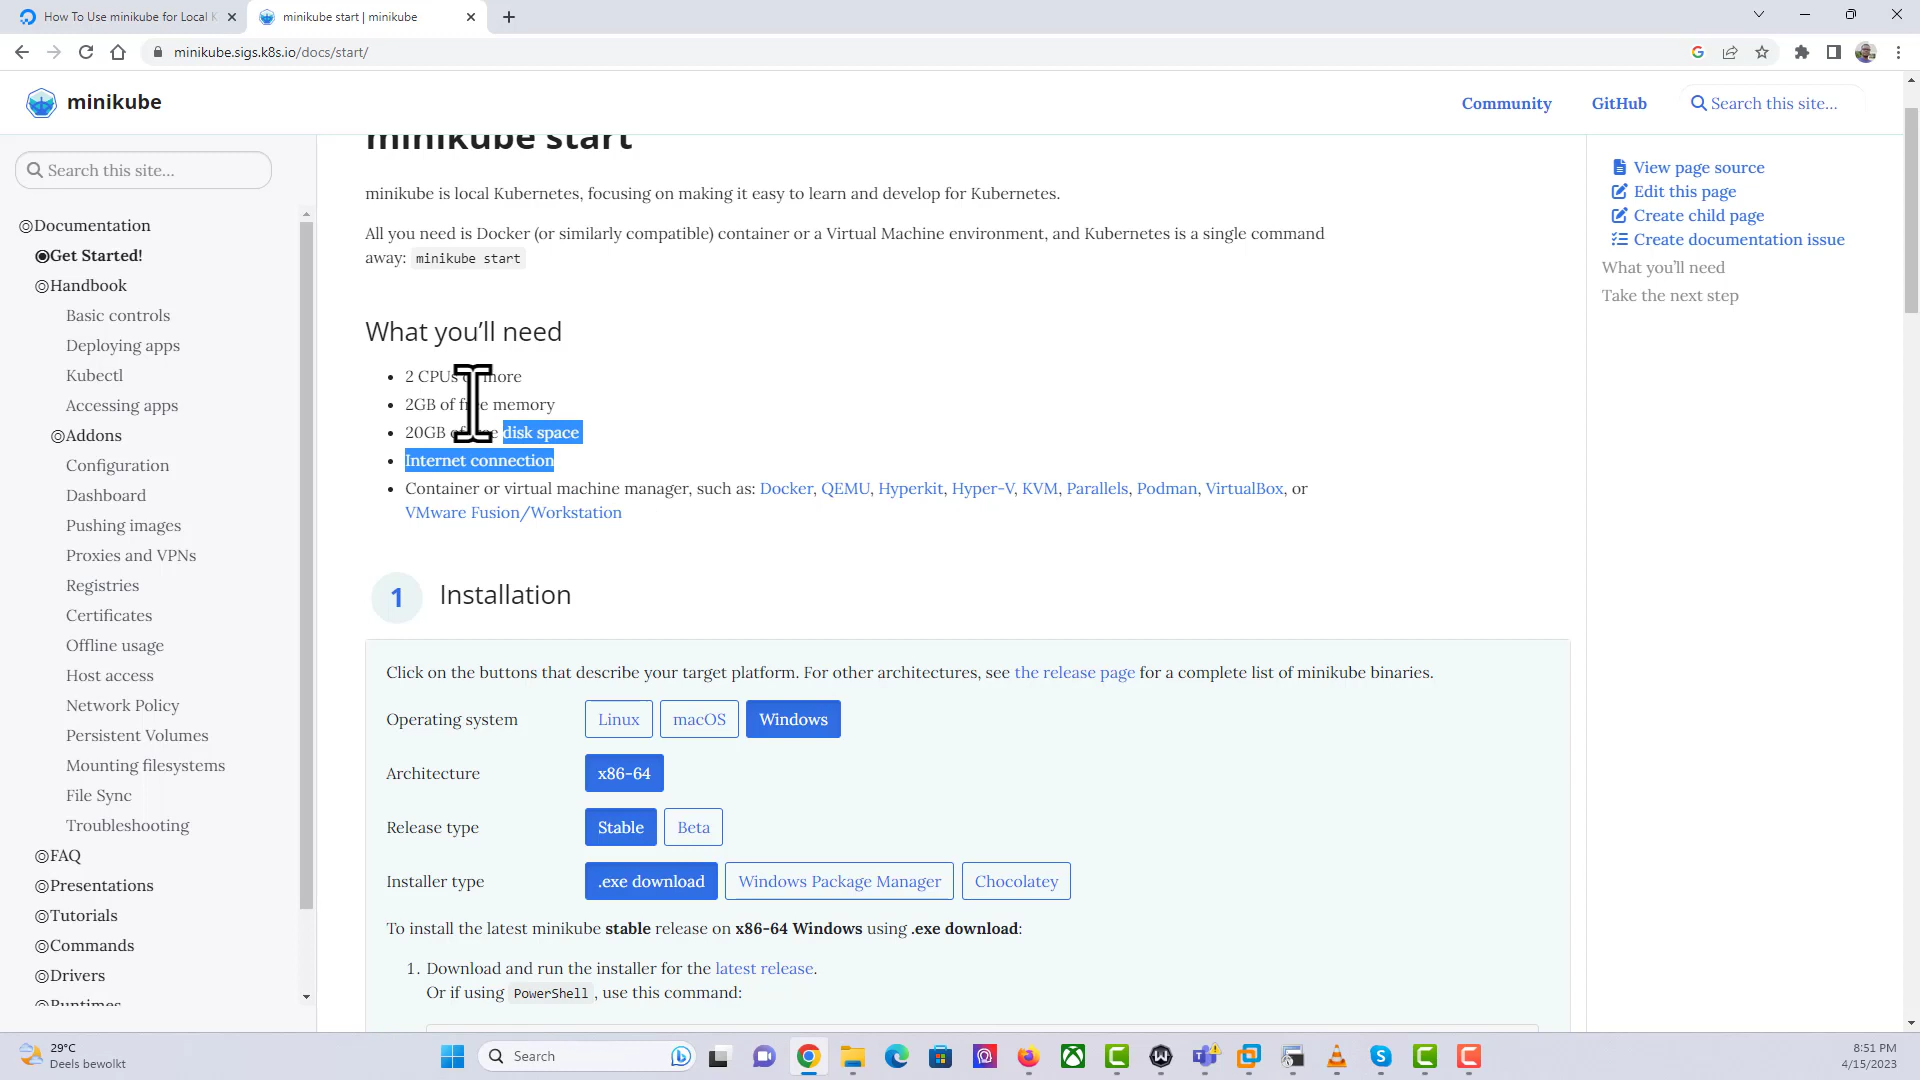 How To Use minikube for Local K
minikube start | minikube
minikube.sigs.k8s.io/docs/start/
minikube
Community
GitHub
Search this site…
Search this site…
Documentation
Get Started!
Handbook
Basic controls
Deploying apps
Kubectl
Accessing apps
Addons
Configuration
Dashboard
Pushing images
Proxies and VPNs
Registries
Certificates
Offline usage
Host access
Network Policy
Persistent Volumes
Mounting filesystems
File Sync
Troubleshooting
FAQ
Presentations
Tutorials
Commands
Drivers
Runtimes
minikube start
minikube is local Kubernetes, focusing on making it easy to learn and develop for Kubernetes.
All you need is Docker (or similarly compatible) container or a Virtual Machine environment, and Kubernetes is a single command
away: minikube start
What you’ll need
2 CPUs or more
2GB of free memory
20GB of free disk space
Internet connection
Container or virtual machine manager, such as: Docker, QEMU, Hyperkit, Hyper-V, KVM, Parallels, Podman, VirtualBox, or
VMware Fusion/Workstation
1 Installation
Click on the buttons that describe your target platform. For other architectures, see the release page for a complete list of minikube binaries.
Operating system Linux macOS Windows
Architecture x86-64
Release type Stable Beta
Installer type .exe download Windows Package Manager Chocolatey
To install the latest minikube stable release on x86-64 Windows using .exe download:
1. Download and run the installer for the latest release.
Or if using PowerShell, use this command:
View page source
Edit this page
Create child page
Create documentation issue
What you’ll need
Take the next step
29°C
Deels bewolkt
Search
8:51 PM
4/15/2023